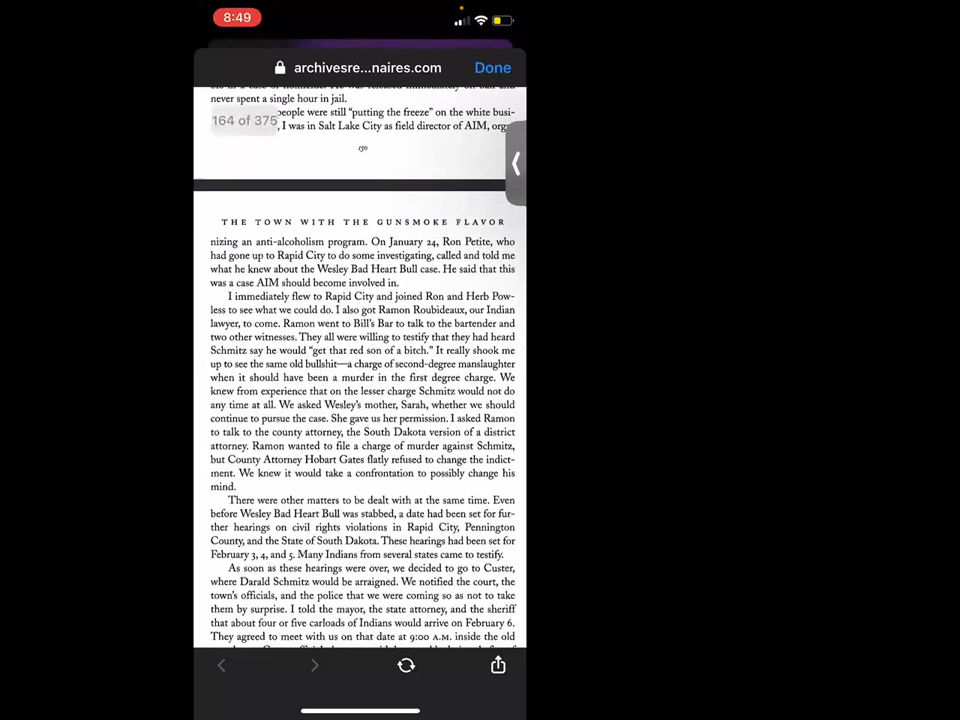 8:49
archivesre...naires.com
Done
never spent a single hour in jail.
164 of 375
people were still "putting the freeze" on the white busi-
, I was in Salt Lake City as field director of AIM, org
150
THE TOWN WITH THE GUNSMOKE FLAVOR
nizing an anti-alcoholism program. On January 24, Ron Petite, who
had gone up to Rapid City to do some investigating, called and told me
what he knew about the Wesley Bad Heart Bull case. He said that this
was a case AIM should become involved in.
I immediately flew to Rapid City and joined Ron and Herb Pow-
less to see what we could do. I also got Ramon Roubideaux, our Indian
lawyer, to come. Ramon went to Bill's Bar to talk to the bartender and
two other witnesses. They all were willing to testify that they had heard
Schmitz say he would "get that red son of a bitch." It really shook me
up to see the same old bullshit—a charge of second-degree manslaughter
when it should have been a murder in the first degree charge. We
knew from experience that on the lesser charge Schmitz would not do
any time at all. We asked Wesley's mother, Sarah, whether we should
continue to pursue the case. She gave us her permission. I asked Ramon
to talk to the county attorney, the South Dakota version of a district
attorney. Ramon wanted to file a charge of murder against Schmitz,
but County Attorney Hobart Gates flatly refused to change the indict-
ment. We knew it would take a confrontation to possibly change his
mind.
There were other matters to be dealt with at the same time. Even
before Wesley Bad Heart Bull was stabbed, a date had been set for fur-
ther hearings on civil rights violations in Rapid City, Pennington
County, and the State of South Dakota. These hearings had been set for
February 3, 4, and 5. Many Indians from several states came to testify.
As soon as these hearings were over, we decided to go to Custer,
where Darald Schmitz would be arraigned. We notified the court, the
town's officials, and the police that we were coming so as not to take
them by surprise. I told the mayor, the state attorney, and the sheriff
that about four or five carloads of Indians would arrive on February 6.
They agreed to meet with us on that date at 9:00 A.M. inside the old